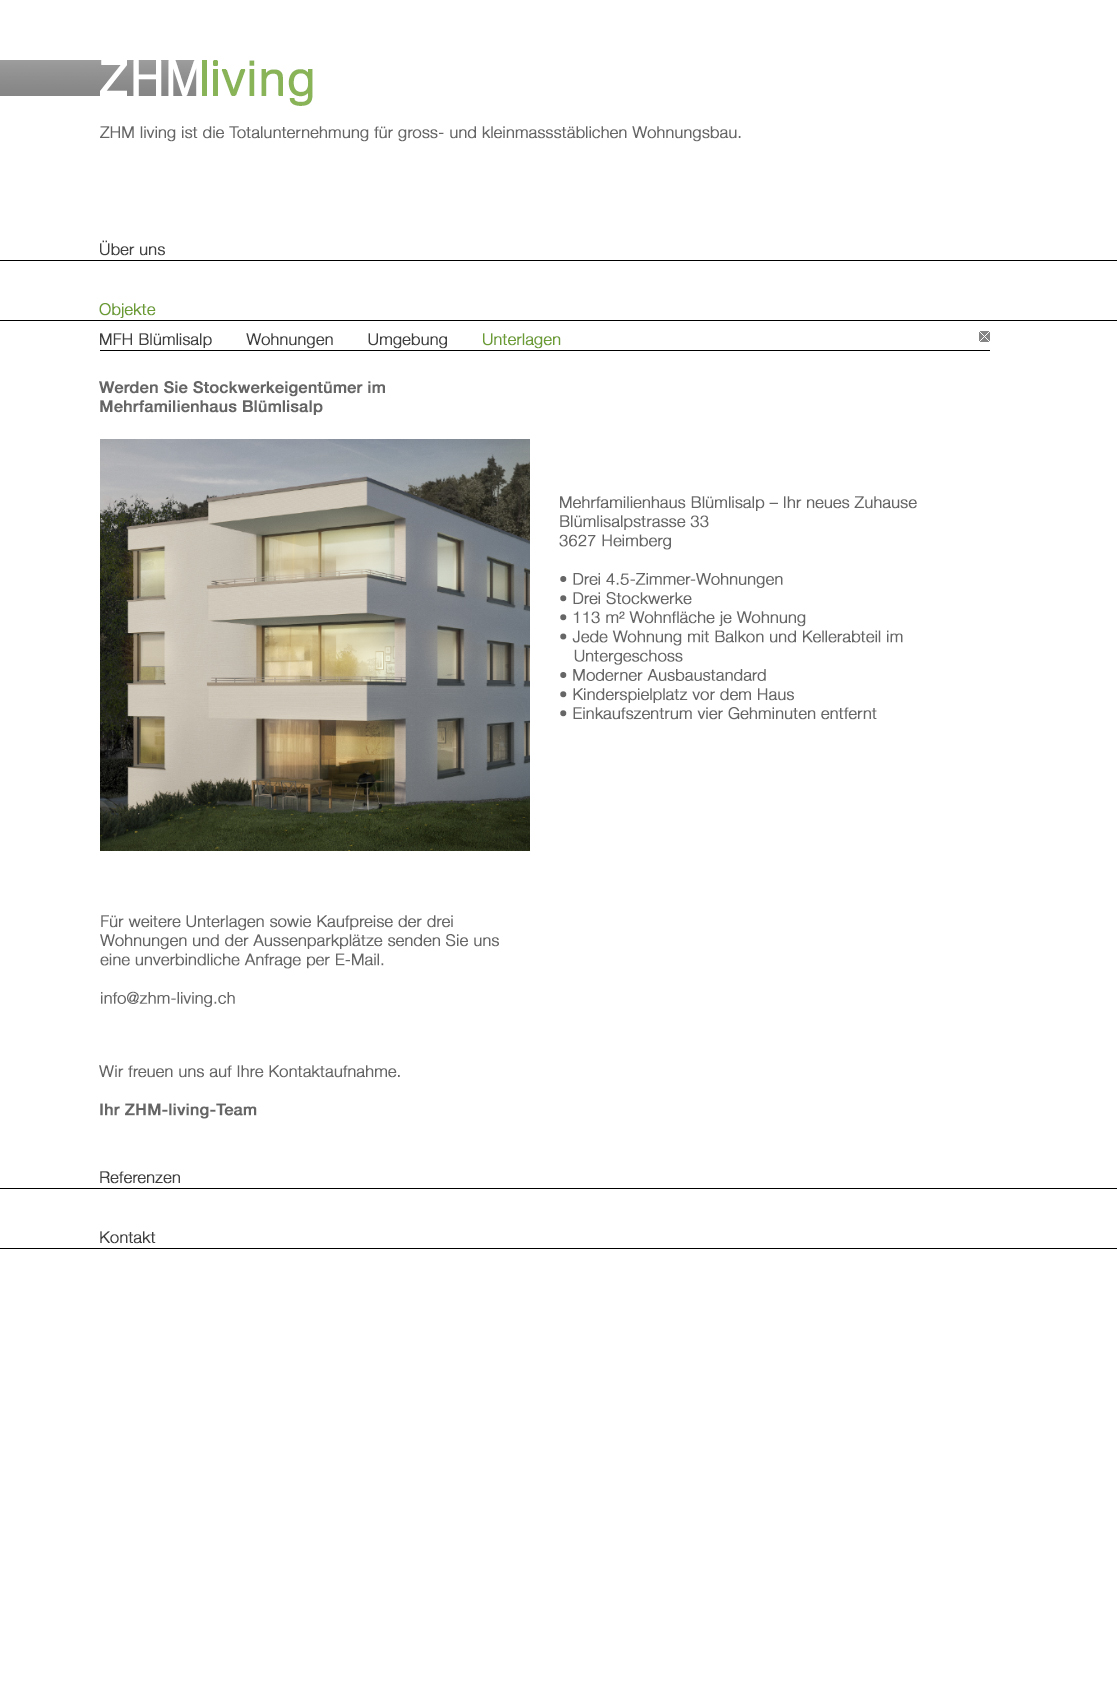 ZHMliving
ZHM living ist die Totalunternehmung für gross- und kleinmassstäblichen Wohnungsbau.
Über uns
Objekte
MFH Blümlisalp Wohnungen Umgebung Unterlagen
Werden Sie Stockwerkeigentümer im
Mehrfamilienhaus Blümlisalp
Mehrfamilienhaus Blümlisalp – Ihr neues Zuhause
Blümlisalpstrasse 33
3627 Heimberg
• Drei 4.5-Zimmer-Wohnungen
• Drei Stockwerke
• 113 m² Wohnfläche je Wohnung
• Jede Wohnung mit Balkon und Kellerabteil im
Untergeschoss
• Moderner Ausbaustandard
• Kinderspielplatz vor dem Haus
• Einkaufszentrum vier Gehminuten entfernt
Für weitere Unterlagen sowie Kaufpreise der drei
Wohnungen und der Aussenparkplätze senden Sie uns
eine unverbindliche Anfrage per E-Mail.
info@zhm-living.ch
Wir freuen uns auf Ihre Kontaktaufnahme.
Ihr ZHM-living-Team
Referenzen
Kontakt